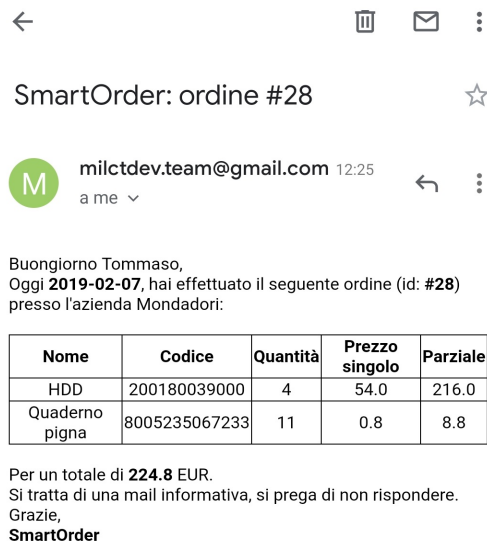 SmartOrder: ordine #28
M
milctdev.team@gmail.com 12:25
a me
Buongiorno Tommaso,
Oggi 2019-02-07, hai effettuato il seguente ordine (id: #28)
presso l'azienda Mondadori:
Nome Codice Quantità Prezzo singolo Parziale
HDD 200180039000 4 54.0 216.0
Quaderno pigna 8005235067233 11 0.8 8.8
Per un totale di 224.8 EUR.
Si tratta di una mail informativa, si prega di non rispondere.
Grazie,
SmartOrder